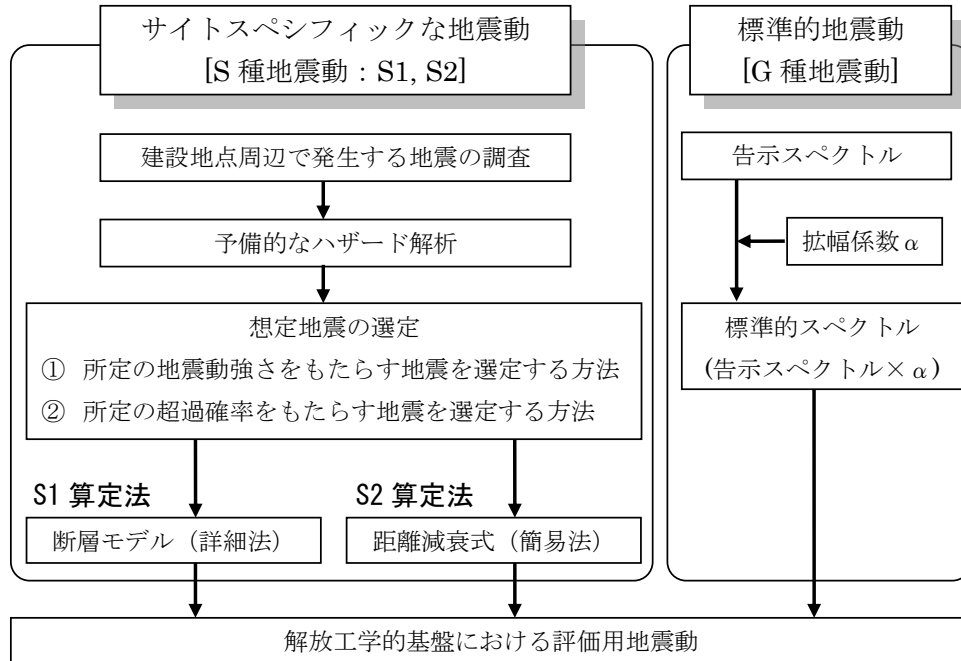 サイトスペシフィックな地震動
[S 種地震動：S1, S2]
建設地点周辺で発生する地震の調査
予備的なハザード解析
想定地震の選定
① 所定の地震動強さをもたらす地震を選定する方法
② 所定の超過確率をもたらす地震を選定する方法
S1 算定法
断層モデル（詳細法）
S2 算定法
距離減衰式（簡易法）
標準的地震動
[G 種地震動]
告示スペクトル
拡幅係数 α
標準的スペクトル
(告示スペクトル× α)
解放工学的基盤における評価用地震動